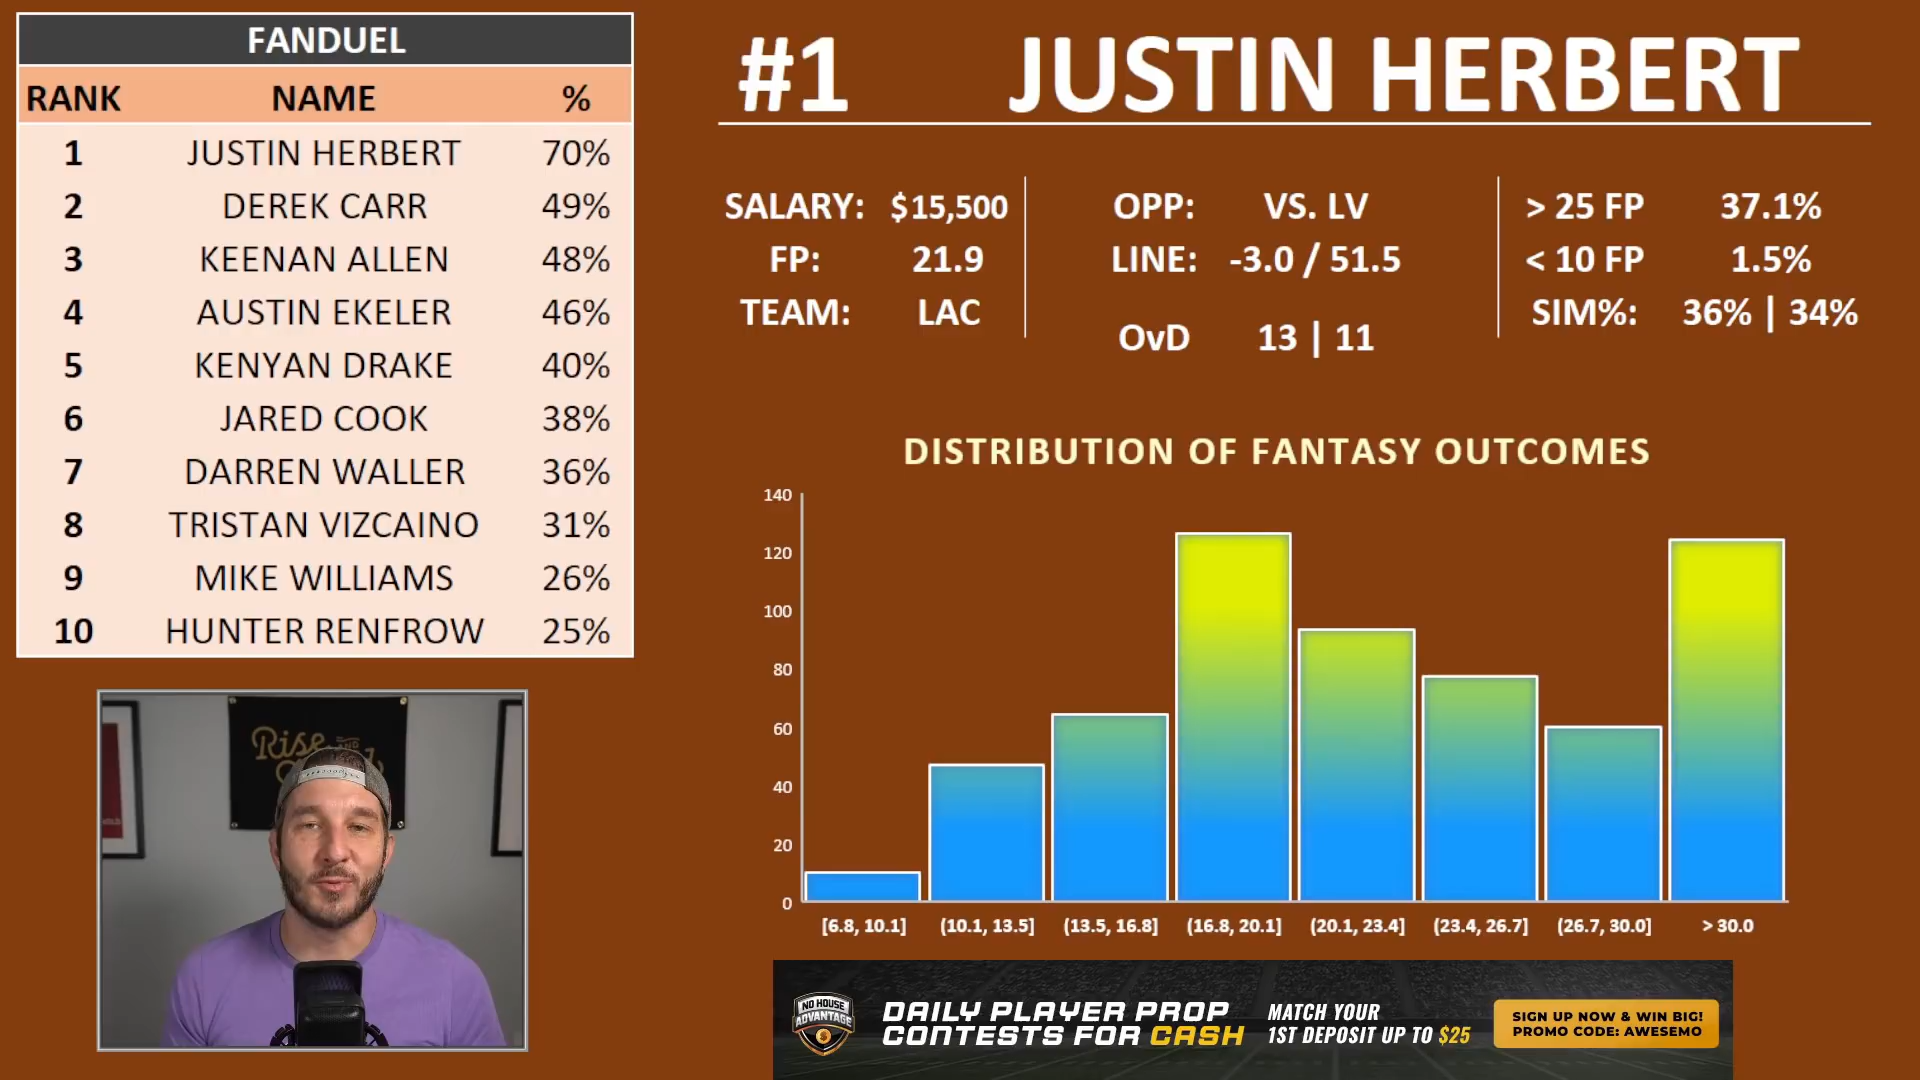 FANDUEL
RANK NAME %
1 JUSTIN HERBERT 70%
2 DEREK CARR 49%
3 KEENAN ALLEN 48%
4 AUSTIN EKELER 46%
5 KENYAN DRAKE 40%
6 JARED COOK 38%
7 DARREN WALLER 36%
8 TRISTAN VIZCAINO 31%
9 MIKE WILLIAMS 26%
10 HUNTER RENFROW 25%
#1 JUSTIN HERBERT
SALARY: $15,500
FP: 21.9
TEAM: LAC
OPP: VS. LV
LINE: -3.0 / 51.5
OvD 13 | 11
> 25 FP 37.1%
< 10 FP 1.5%
SIM%: 36% | 34%
DISTRIBUTION OF FANTASY OUTCOMES
140
120
100
80
60
40
20
0
[6.8, 10.1] (10.1, 13.5] (13.5, 16.8] (16.8, 20.1] (20.1, 23.4] (23.4, 26.7] (26.7, 30.0] > 30.0
Rise AND
NO HOUSE
ADVANTAGE
DAILY PLAYER PROP
CONTESTS FOR CASH
MATCH YOUR
1ST DEPOSIT UP TO $25
SIGN UP NOW & WIN BIG!
PROMO CODE: AWESEMO